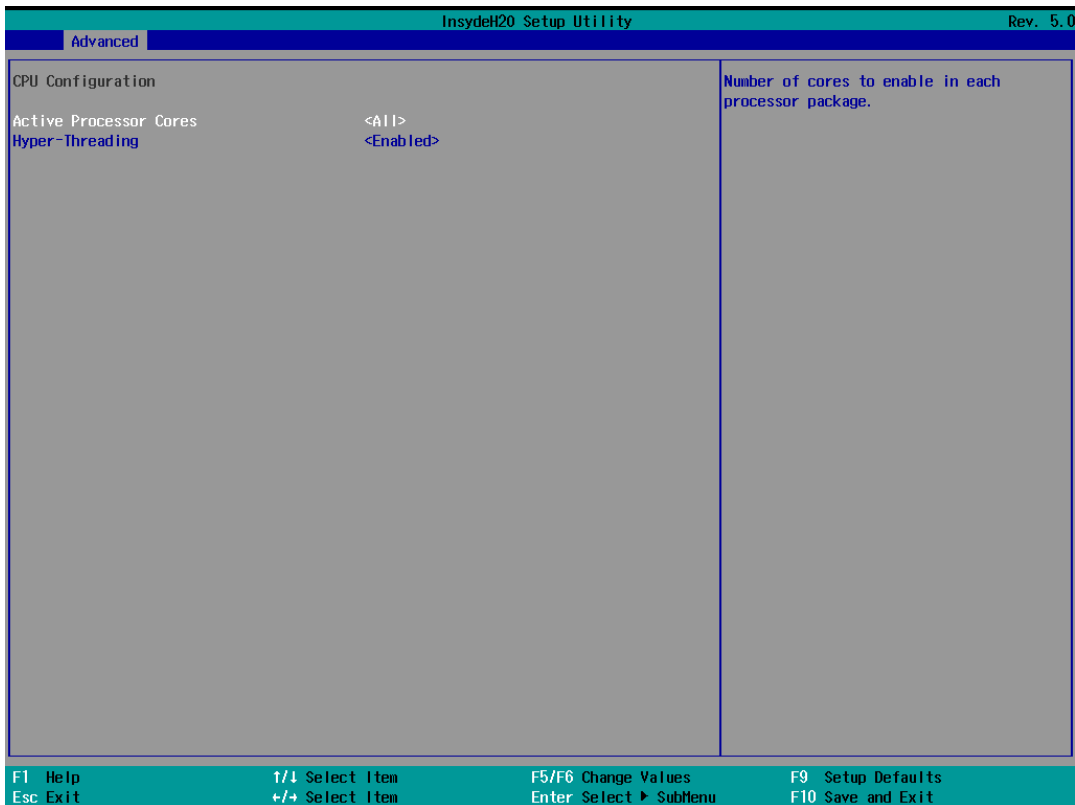 InsydeH20 Setup Utility Rev. 5.0
Advanced
CPU Configuration
Active Processor Cores <All>
Hyper-Threading <Enabled>
Number of cores to enable in each
processor package.
F1 Help ↑/↓ Select Item F5/F6 Change Values F9 Setup Defaults
Esc Exit ←/→ Select Item Enter Select ▶ SubMenu F10 Save and Exit